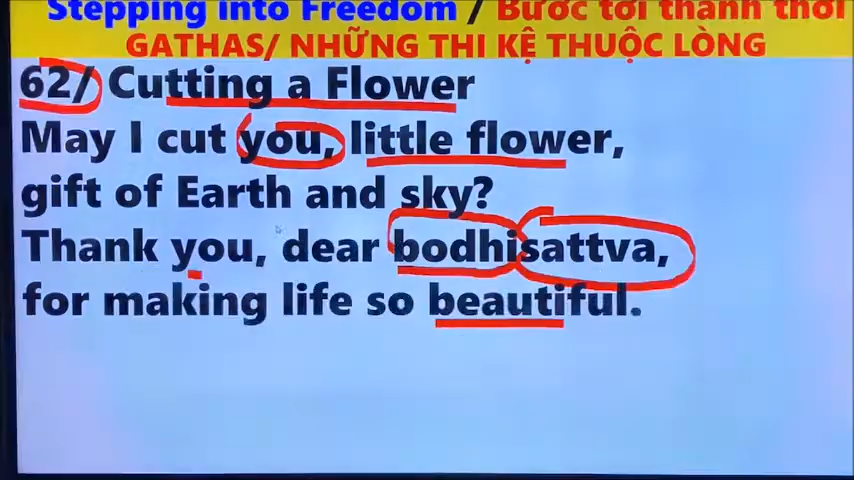 Stepping into Freedom / Bước tới thảnh thơi
GATHAS/ NHỮNG THI KỆ THUỘC LÒNG
62/ Cutting a Flower
May I cut you, little flower,
gift of Earth and sky?
Thank you, dear bodhisattva,
for making life so beautiful.